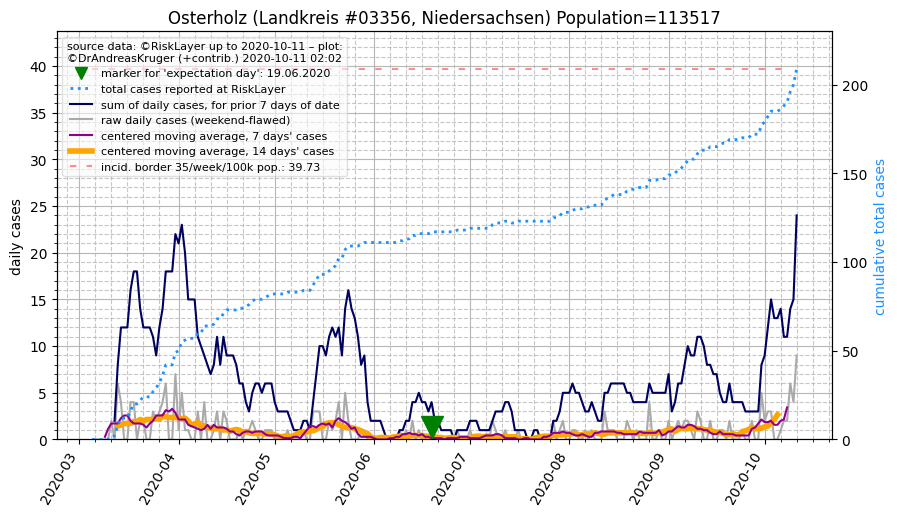 Osterholz (Landkreis #03356, Niedersachsen) Population=113517
source data: ©RiskLayer up to 2020-10-11 – plot:
©DrAndreasKruger (+contrib.) 2020-10-11 02:02
marker for 'expectation day': 19.06.2020
total cases reported at RiskLayer
sum of daily cases, for prior 7 days of date
raw daily cases (weekend-flawed)
centered moving average, 7 days' cases
centered moving average, 14 days' cases
incid. border 35/week/100k pop.: 39.73
daily cases
40
35
30
25
20
15
10
5
0
cumulative total cases
200
150
100
50
0
2020-03
2020-04
2020-05
2020-06
2020-07
2020-08
2020-09
2020-10